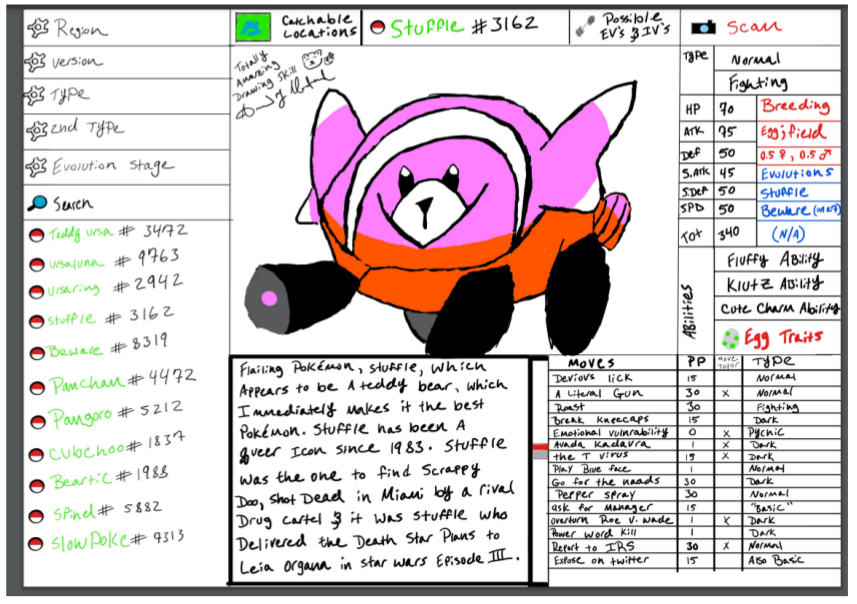 Region
version
Type
2nd Type
Evolution Stage
Search
Teddy ursa # 3472
ursaluna # 9763
ursaring # 2942
stuffle # 3162
Beware # 8319
Pancham # 4472
Pangoro # 5212
Cubchoo # 1837
Beartic # 1988
Spinel # 5882
Slow Poke # 9313
Catchable
Locations
Stuffle #3162
Possible
EV's & IV's
Scan
Totally
Amazing
Drawing Skill
Type
Normal
Fighting
HP 70
Atk 75
Def 50
S.Atk 45
S.Def 50
SPD 50
Tot 340
Breeding
Egg; field
0.5 ♀, 0.5 ♂
Evolutions
Stuffle
Beware (n≥27)
(N/A)
Abilities
Fluffy Ability
Klutz Ability
Cute Charm Ability
Egg Traits
Flailing Pokémon, stuffle, which
Appears to be A teddy bear, which
Immediately makes it the best
Pokémon. Stuffle has been A
Queer Icon since 1983. Stuffle
was the one to find Scrappy
Doo, Shot Dead in Miami by a rival
Drug cartel & it was stuffle who
Delivered the Death Star Plans to
Leia Organa in star wars Episode III.
Moves PP Move Tutor Type
Deviovs lick 15 Normal
A Literal Gun 30 x Normal
Roast 30 Fighting
Break kneecaps 15 Dark
Emotional vulnrability 0 x Pychic
Avada Kadavra 1 x Dark
the T virus 15 x Dark
Play Blue face 1 Normal
Go for the naads 30 Dark
Pepper spray 30 Normal
ask for Manager 15 "Basic"
overturn Roe V. wade 1 x Dark
Power word Kill 1 Dark
Report to IRS 30 x Normal
Expose on twitter 15 Also Basic